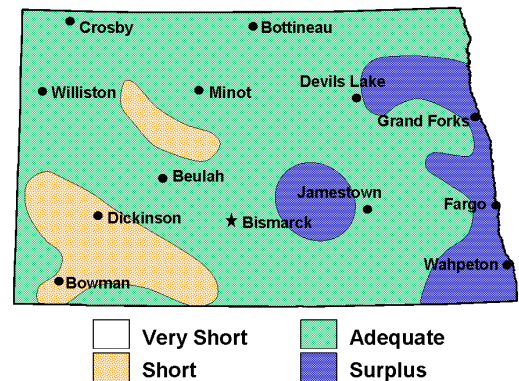 Crosby
Bottineau
Williston
Minot
Devils Lake
Grand Forks
Beulah
Jamestown
Dickinson
Bismarck
Fargo
Wahpeton
Bowman
Very Short
Adequate
Short
Surplus